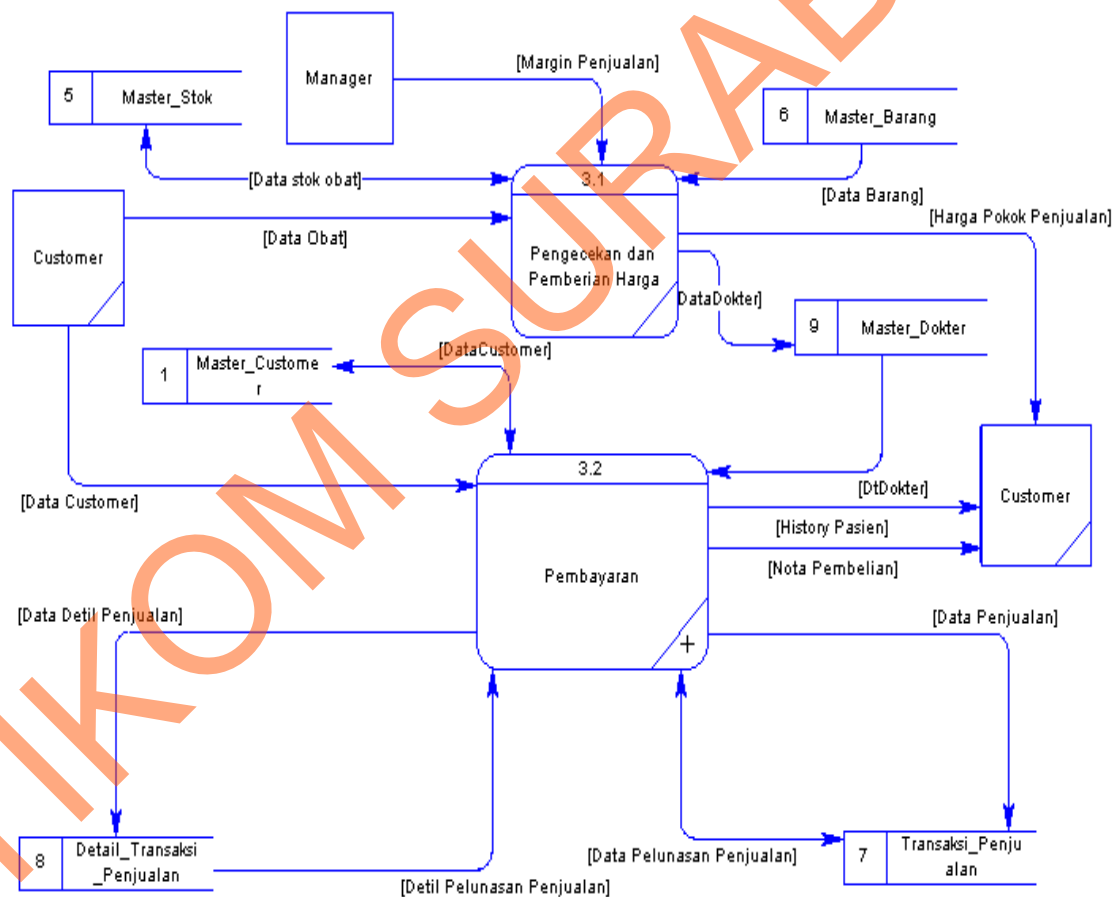 [Margin Penjualan]
Manager
5
Master_Stok
6
Master_Barang
[Data stok obat]
3.1
[Data Barang]
[Harga Pokok Penjualan]
Customer
[Data Obat]
Pengecekan dan
Pemberian Harga
DataDokter]
9
Master_Dokter
[DataCustomer]
1
Master_Custome
r
3.2
[Data Customer]
[DtDokter]
Customer
[History Pasien]
Pembayaran
[Nota Pembelian]
[Data Detil Penjualan]
[Data Penjualan]
+
8
Detail_Transaksi
_Penjualan
[Data Pelunasan Penjualan]
7
Transaksi_Penju
alan
[Detil Pelunasan Penjualan]
TIKOM SURAB